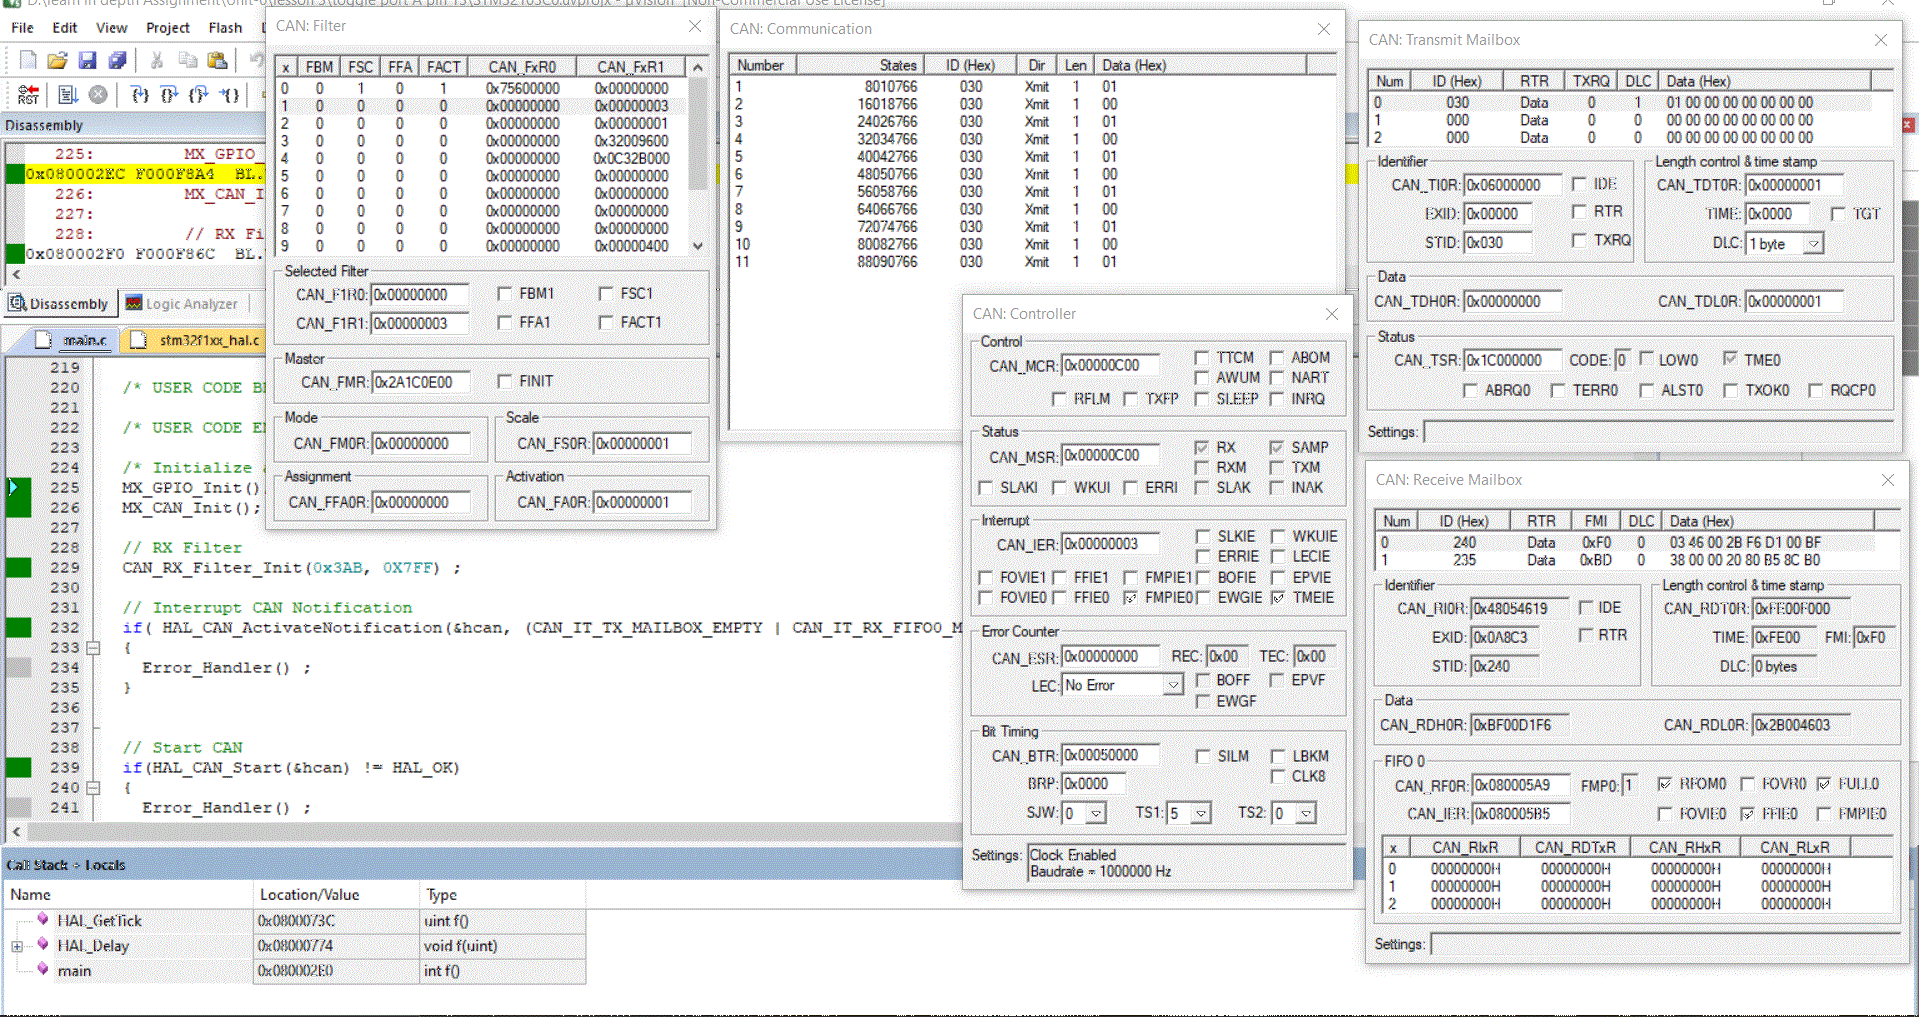 D:\learn in depth Assignment\Unit-6\lesson 3\toggle port A pin 13\STM32103C6.uvprojx - µVision [Non-Commercial Use License]
File Edit View Project Flash
RST
Disassembly
225: MX_GPIO_
0x080002EC F000F8A4 BL.
226: MX_CAN_I
227:
228: // RX Fi
0x080002F0 F000F86C BL.
Disassembly Logic Analyzer
main.c stm32f1xx_hal.c
219
220 /* USER CODE BE
221
222 /* USER CODE EN
223
224 /* Initialize
225 MX_GPIO_Init()
226 MX_CAN_Init();
227
228 // RX Filter
229 CAN_RX_Filter_Init(0x3AB, 0X7FF) ;
230
231 // Interrupt CAN Notification
232 if( HAL_CAN_ActivateNotification(&hcan, (CAN_IT_TX_MAILBOX_EMPTY | CAN_IT_RX_FIFO0_M
233 {
234 Error_Handler() ;
235 }
236
237
238 // Start CAN
239 if(HAL_CAN_Start(&hcan) != HAL_OK)
240 {
241 Error_Handler() ;
Call Stack + Locals
Name Location/Value Type
HAL_GetTick 0x0800073C uint f()
HAL_Delay 0x08000774 void f(uint)
main 0x080002E0 int f()
CAN: Filter
x FBM FSC FFA FACT CAN_FxR0 CAN_FxR1
0 0 1 0 1 0x75600000 0x00000000
1 0 0 0 0 0x00000000 0x00000003
2 0 0 0 0 0x00000000 0x00000001
3 0 0 0 0 0x00000000 0x32009600
4 0 0 0 0 0x00000000 0x0C32B000
5 0 0 0 0 0x00000000 0x00000000
6 0 0 0 0 0x00000000 0x00000000
7 0 0 0 0 0x00000000 0x00000000
8 0 0 0 0 0x00000000 0x00000000
9 0 0 0 0 0x00000000 0x00000400
Selected Filter
CAN_F1R0: 0x00000000 FBM1 FSC1
CAN_F1R1: 0x00000003 FFA1 FACT1
Master
CAN_FMR: 0x2A1C0E00 FINIT
Mode Scale
CAN_FM0R: 0x00000000 CAN_FS0R: 0x00000001
Assignment Activation
CAN_FFA0R: 0x00000000 CAN_FA0R: 0x00000001
CAN: Communication
Number States ID (Hex) Dir Len Data (Hex)
1 8010766 030 Xmit 1 01
2 16018766 030 Xmit 1 00
3 24026766 030 Xmit 1 01
4 32034766 030 Xmit 1 00
5 40042766 030 Xmit 1 01
6 48050766 030 Xmit 1 00
7 56058766 030 Xmit 1 01
8 64066766 030 Xmit 1 00
9 72074766 030 Xmit 1 01
10 80082766 030 Xmit 1 00
11 88090766 030 Xmit 1 01
CAN: Controller
Control
CAN_MCR: 0x00000C00 TTCM ABOM
AWUM NART
RFLM TXFP SLEEP INRQ
Status
CAN_MSR: 0x00000C00 RX SAMP
RXM TXM
SLAKI WKUI ERRI SLAK INAK
Interrupt
CAN_IER: 0x00000003 SLKIE WKUIE
ERRIE LECIE
FOVIE1 FFIE1 FMPIE1 BOFIE EPVIE
FOVIE0 FFIE0 FMPIE0 EWGIE TMEIE
Error Counter
CAN_ESR: 0x00000000 REC: 0x00 TEC: 0x00
LEC: No Error BOFF EPVF
EWGF
Bit Timing
CAN_BTR: 0x00050000 SILM LBKM
BRP: 0x0000 CLK8
SJW: 0 TS1: 5 TS2: 0
Settings: Clock Enabled
Baudrate = 1000000 Hz
CAN: Transmit Mailbox
Num ID (Hex) RTR TXRQ DLC Data (Hex)
0 030 Data 0 1 01 00 00 00 00 00 00 00
1 000 Data 0 0 00 00 00 00 00 00 00 00
2 000 Data 0 0 00 00 00 00 00 00 00 00
Identifier Length control & time stamp
CAN_TI0R: 0x06000000 IDE CAN_TDT0R: 0x00000001
EXID: 0x00000 RTR TIME: 0x0000 TGT
STID: 0x030 TXRQ DLC: 1 byte
Data
CAN_TDH0R: 0x00000000 CAN_TDL0R: 0x00000001
Status
CAN_TSR: 0x1C000000 CODE: 0 LOW0 TME0
ABRQ0 TERR0 ALST0 TXOK0 RQCP0
Settings:
CAN: Receive Mailbox
Num ID (Hex) RTR FMI DLC Data (Hex)
0 240 Data 0xF0 0 03 46 00 2B F6 D1 00 BF
1 235 Data 0xBD 0 38 00 00 20 80 B5 8C B0
Identifier Length control & time stamp
CAN_RI0R: 0x48054619 IDE CAN_RDT0R: 0xFE00F000
EXID: 0x0A8C3 RTR TIME: 0xFE00 FMI: 0xF0
STID: 0x240 DLC: 0 bytes
Data
CAN_RDH0R: 0xBF00D1F6 CAN_RDL0R: 0x2B004603
FIFO 0
CAN_RF0R: 0x080005A9 FMP0: 1 RFOM0 FOVR0 FULL0
CAN_IER: 0x080005B5 FOVIE0 FFIE0 FMPIE0
x CAN_RIxR CAN_RDTxR CAN_RHxR CAN_RLxR
0 00000000H 00000000H 00000000H 00000000H
1 00000000H 00000000H 00000000H 00000000H
2 00000000H 00000000H 00000000H 00000000H
Settings: